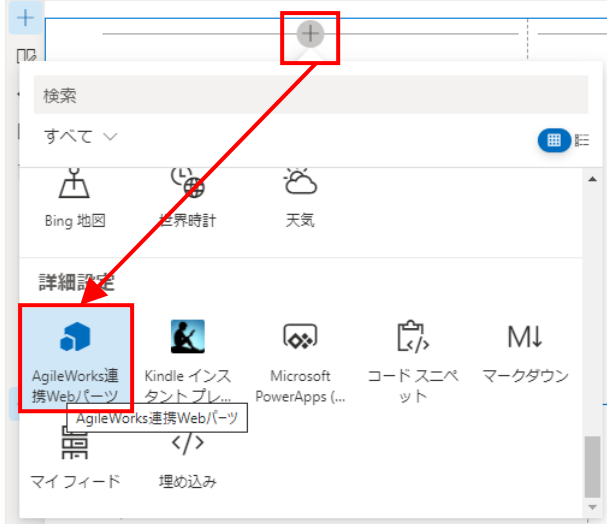 検索
すべて
Bing 地図
世界時計
天気
詳細設定
AgileWorks連
携Webパーツ
Kindle インス
タント プレ...
Microsoft
PowerApps (...
コード スニペ
ット
M↓
マークダウン
AgileWorks連携Webパーツ
マイ フィード
</>
埋め込み